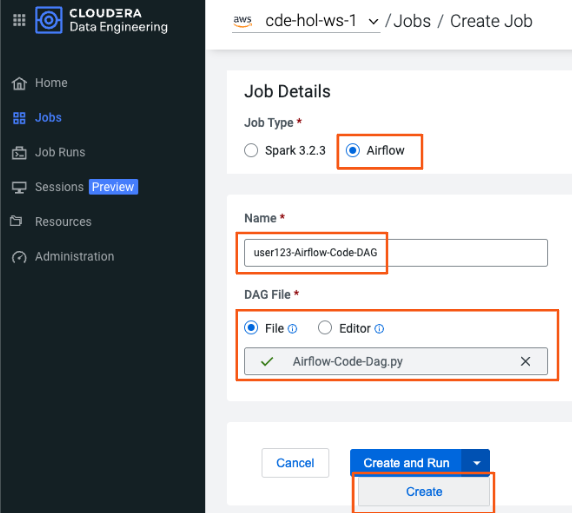 CLOUDERA
Data Engineering
Home
Jobs
Job Runs
Sessions Preview
Resources
Administration
aws cde-hol-ws-1 / Jobs / Create Job
Job Details
Job Type *
Spark 3.2.3 Airflow
Name *
user123-Airflow-Code-DAG
DAG File *
File Editor
Airflow-Code-Dag.py
Cancel Create and Run
Create